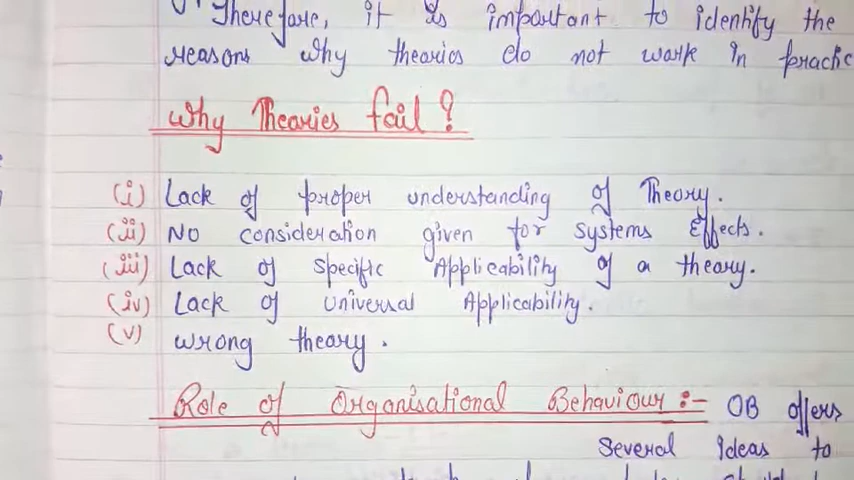 Therefore, it is important to identify the
reasons why theories do not work in practic
Why Theories fail?
(i) Lack of proper understanding of Theory.
(ii) No consideration given for systems Effects.
(iii) Lack of Specific Applicability of a theory.
(iv) Lack of universal Applicability.
(v) wrong theory.
Role of Organisational Behaviour :- OB offers
Several Ideas to